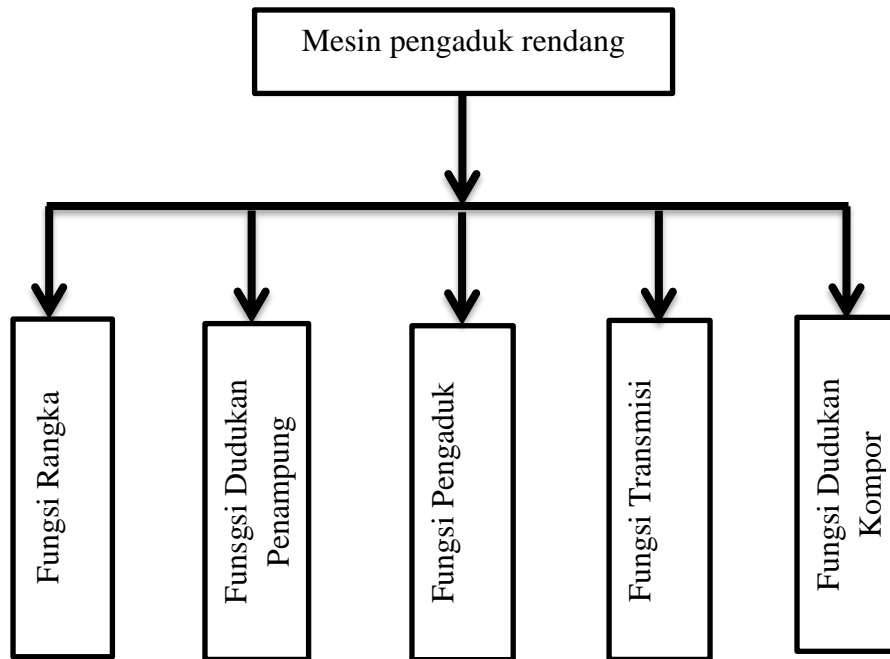 Mesin pengaduk rendang
Fungsi Rangka
Funsgsi Dudukan
Penampung
Fungsi Pengaduk
Fungsi Transmisi
Fungsi Dudukan
Kompor